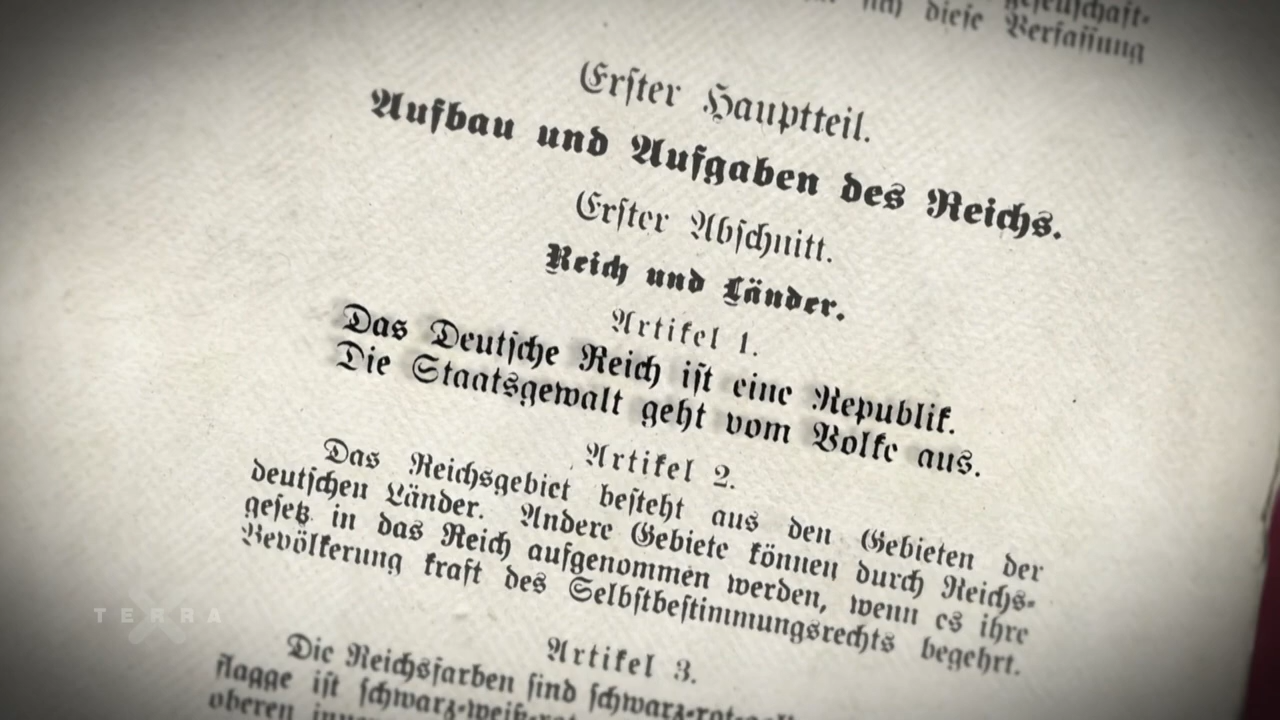 diese Verfassung
Erster Hauptteil.
Aufbau und Aufgaben des Reichs.
Erster Abschnitt.
Reich und Länder.
Artikel 1.
Das Deutsche Reich ist eine Republik.
Die Staatsgewalt geht vom Volke aus.
Artikel 2.
Das Reichsgebiet besteht aus den Gebieten der
deutschen Länder. Andere Gebiete können durch Reichs-
gesetz in das Reich aufgenommen werden, wenn es ihre
Bevölkerung kraft des Selbstbestimmungsrechts begehrt.
Artikel 3.
Die Reichsfarben sind schwarz-rot-
flagge ist schwarz-weiß-
oberen
TERRA X